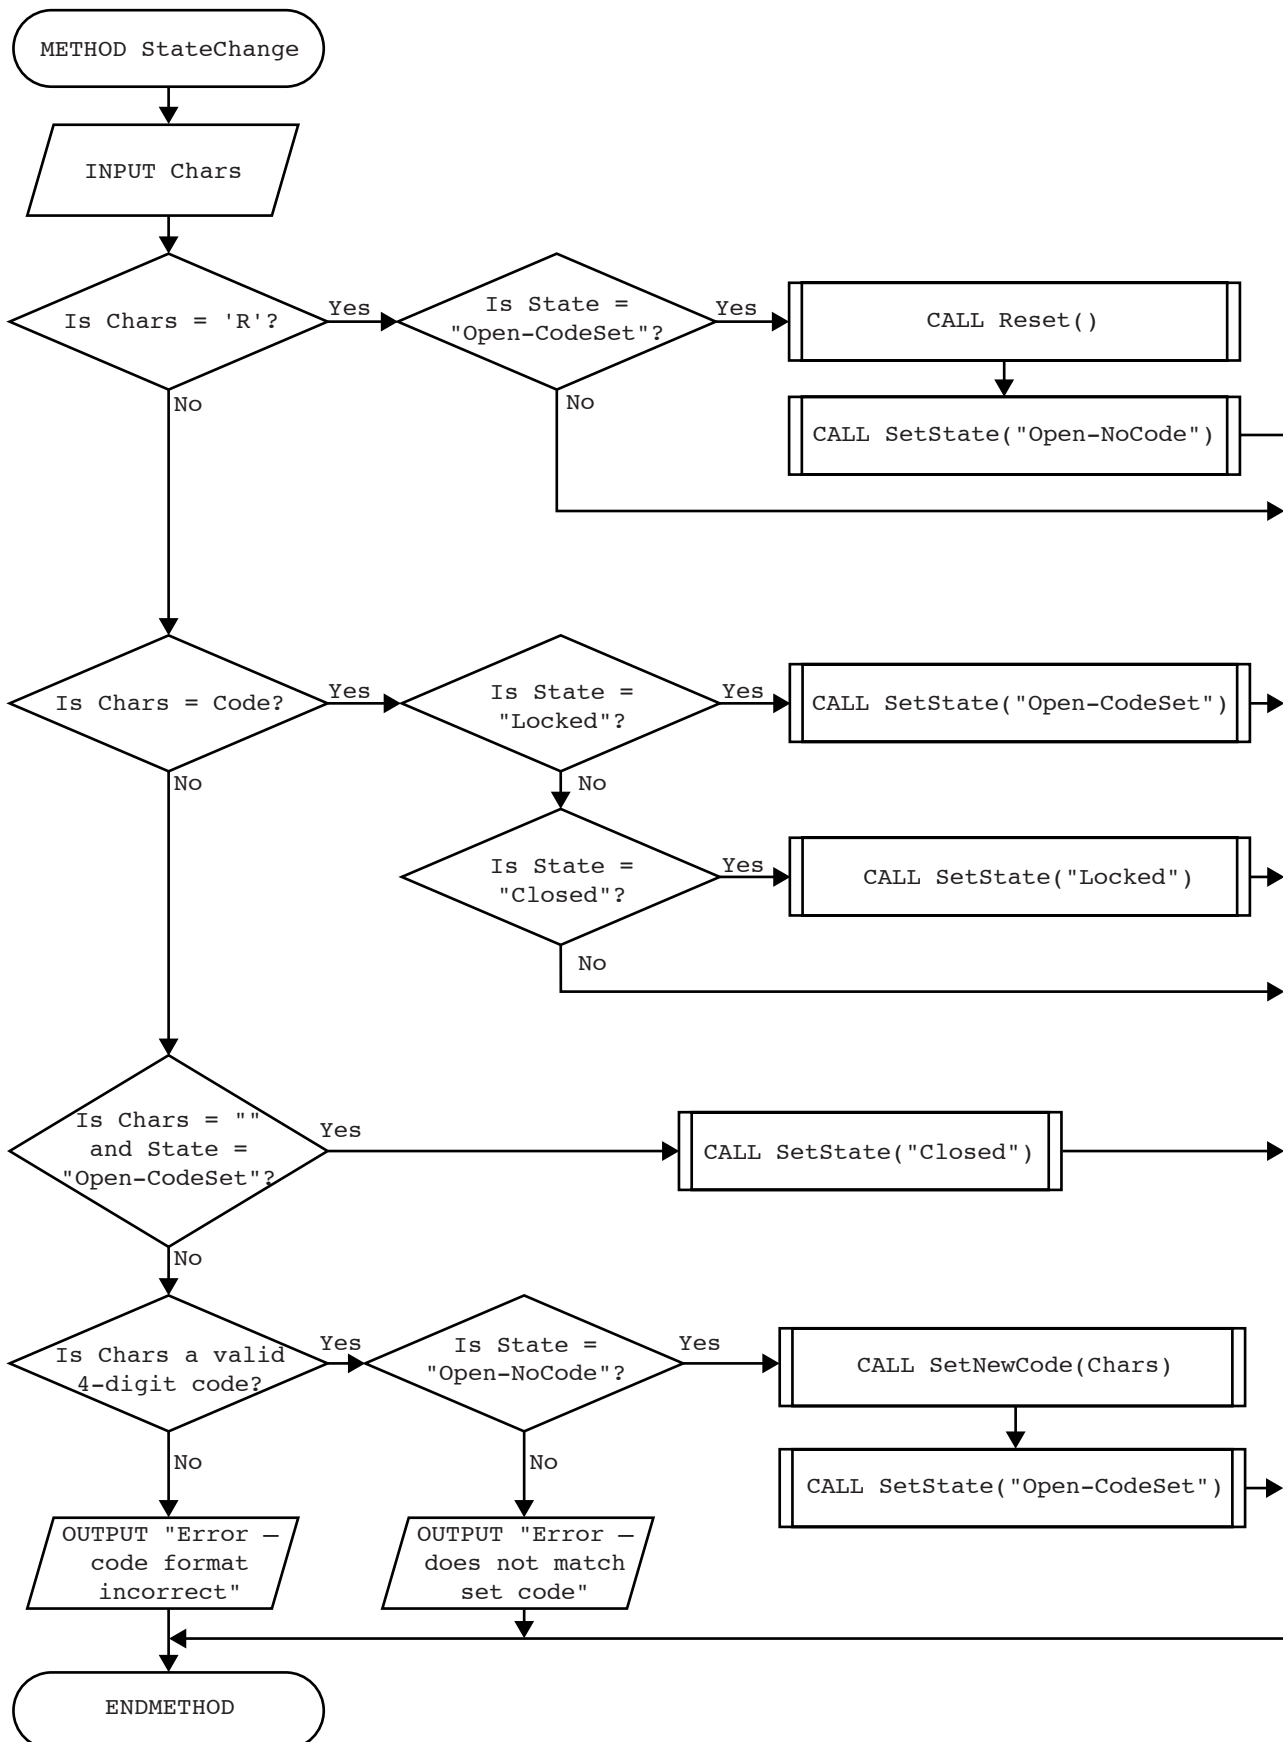 METHOD StateChange
INPUT Chars
Is Chars = 'R'?
Yes
Is State =
"Open-CodeSet"?
Yes
CALL Reset()
No
No
CALL SetState("Open-NoCode")
Is Chars = Code?
Yes
Is State =
"Locked"?
Yes
CALL SetState("Open-CodeSet")
No
No
Is State =
"Closed"?
Yes
CALL SetState("Locked")
No
Is Chars = ""
and State =
"Open-CodeSet"?
Yes
CALL SetState("Closed")
No
Is Chars a valid
4-digit code?
Yes
Is State =
"Open-NoCode"?
Yes
CALL SetNewCode(Chars)
No
No
CALL SetState("Open-CodeSet")
OUTPUT "Error –
code format
incorrect"
OUTPUT "Error –
does not match
set code"
ENDMETHOD